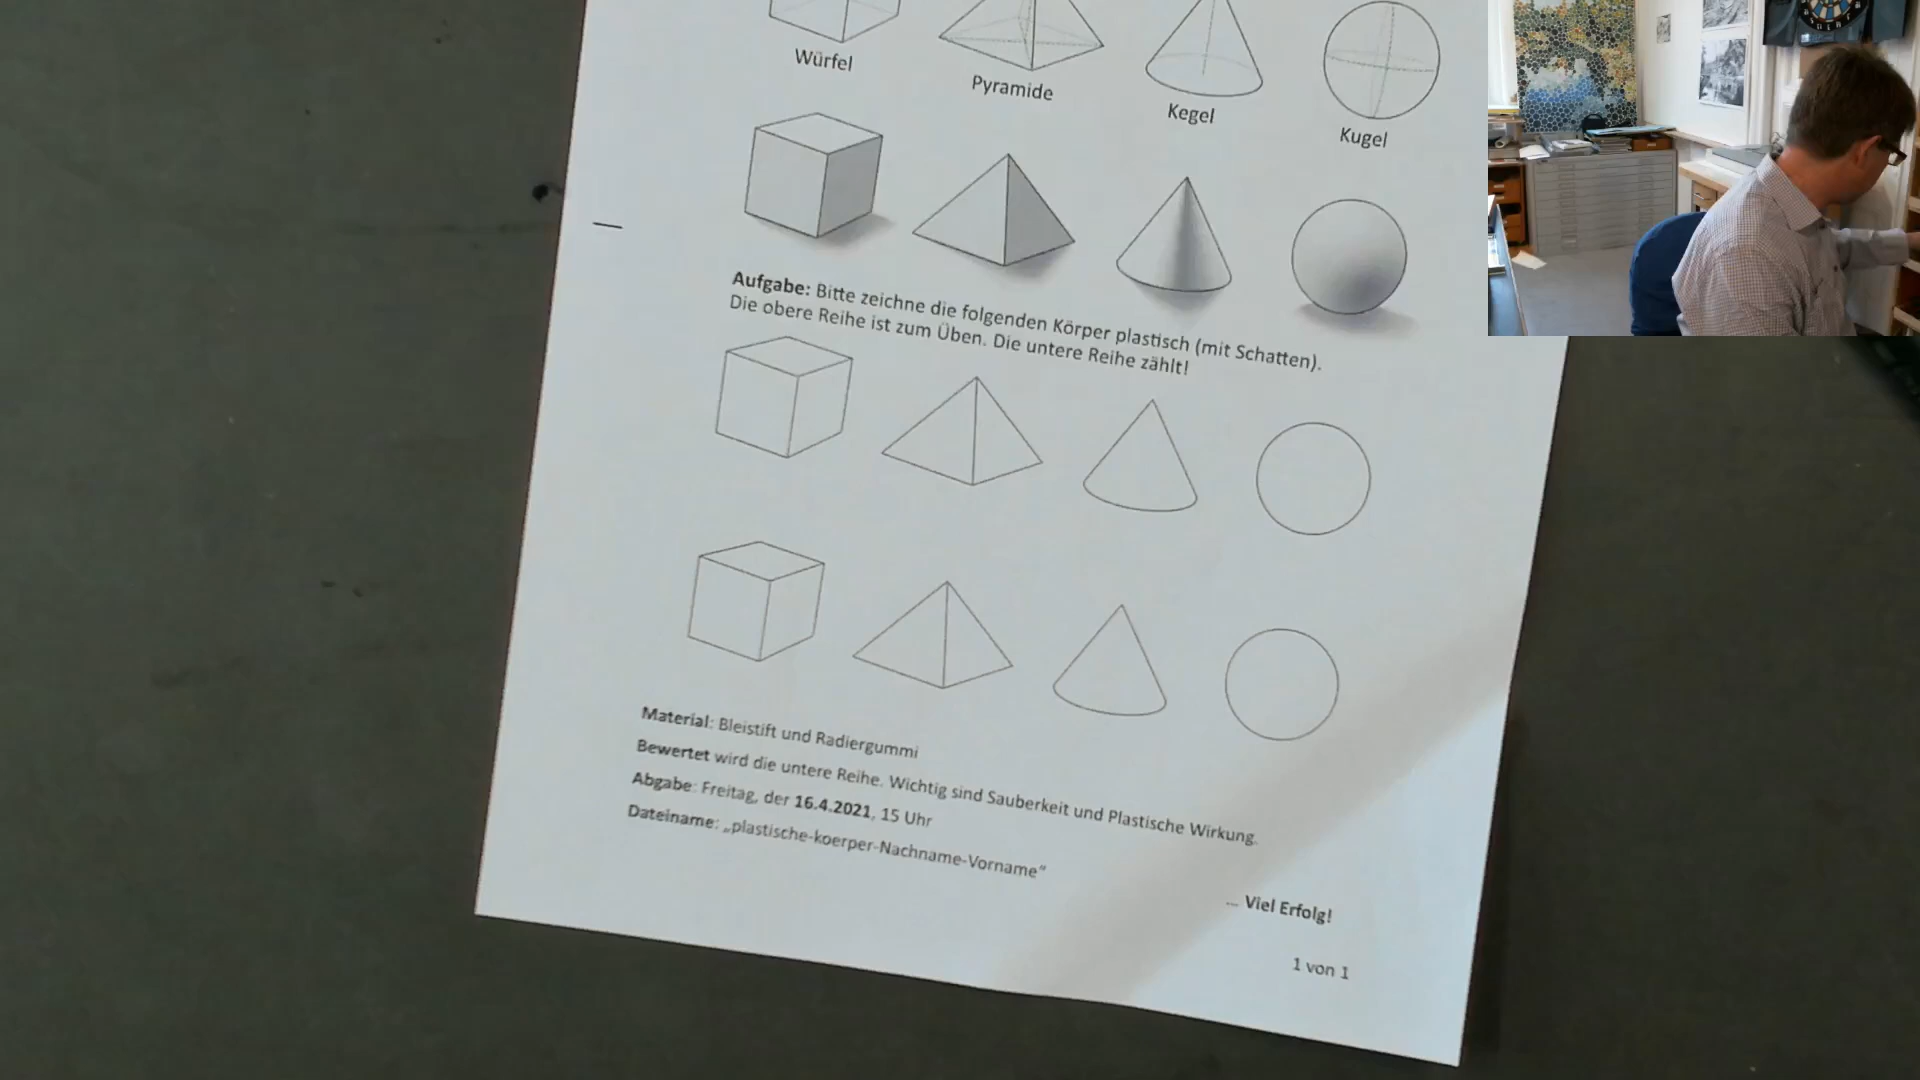 Würfel
Pyramide
Kegel
Kugel
Aufgabe: Bitte zeichne die folgenden Körper plastisch (mit Schatten).
Die obere Reihe ist zum Üben. Die untere Reihe zählt!
Material: Bleistift und Radiergummi
Bewertet wird die untere Reihe. Wichtig sind Sauberkeit und Plastische Wirkung.
Abgabe: Freitag, der 16.4.2021, 15 Uhr
Dateiname: „plastische-koerper-Nachname-Vorname“
... Viel Erfolg!
1 von 1